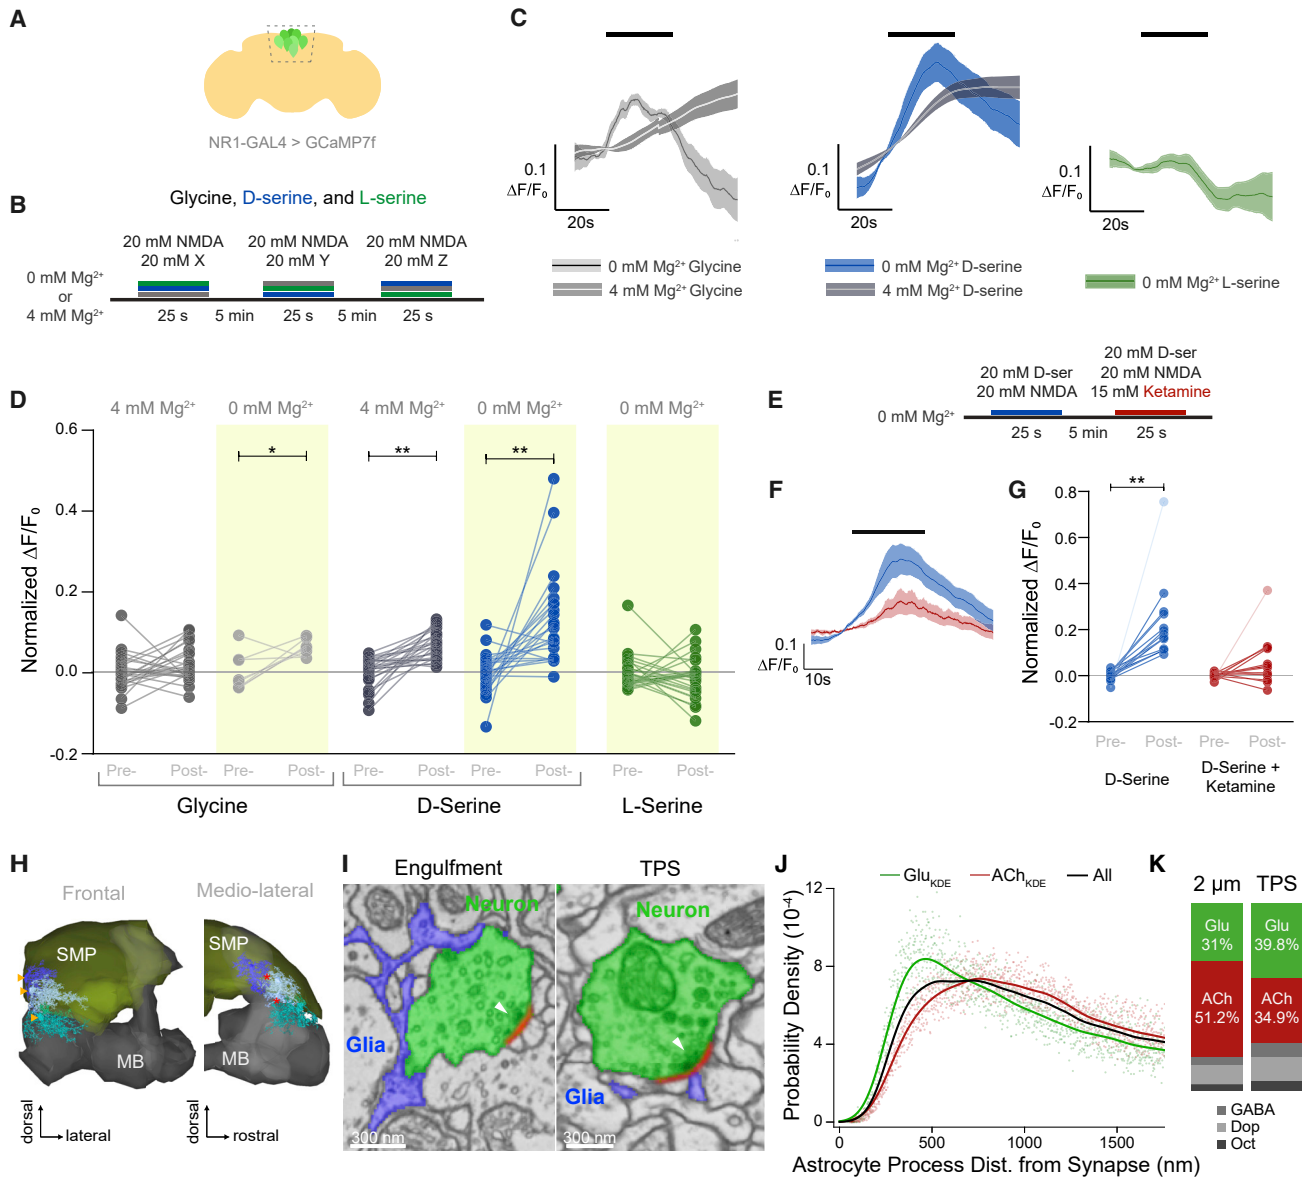 A
NR1-GAL4 > GCaMP7f
B
Glycine, D-serine, and L-serine
20 mM NMDA 20 mM NMDA 20 mM NMDA
20 mM X 20 mM Y 20 mM Z
0 mM Mg²⁺
or
4 mM Mg²⁺
25 s 5 min 25 s 5 min 25 s
C
0.1
ΔF/F₀
20s
0.1
ΔF/F₀
20s
0.1
ΔF/F₀
20s
0 mM Mg²⁺ Glycine
4 mM Mg²⁺ Glycine
0 mM Mg²⁺ D-serine
4 mM Mg²⁺ D-serine
0 mM Mg²⁺ L-serine
D
4 mM Mg²⁺ 0 mM Mg²⁺ 4 mM Mg²⁺ 0 mM Mg²⁺ 0 mM Mg²⁺
Normalized ΔF/F₀
0.6
0.4
0.2
0.0
-0.2
* ** **
Pre- Post- Pre- Post- Pre- Post- Pre- Post- Pre- Post-
Glycine D-Serine L-Serine
E
20 mM D-ser
20 mM NMDA
20 mM D-ser
20 mM NMDA
15 mM Ketamine
0 mM Mg²⁺
25 s 5 min 25 s
F
0.1
ΔF/F₀
10s
G
Normalized ΔF/F₀
0.8
0.6
0.4
0.2
0.0
-0.2
**
Pre- Post- Pre- Post-
D-Serine
D-Serine +
Ketamine
H
Frontal
Medio-lateral
SMP
MB
SMP
MB
dorsal
lateral
dorsal
rostral
I
Engulfment
TPS
Neuron
Glia
300 nm
Neuron
Glia
300 nm
J
Glu_KDE ACh_KDE All
Probability Density (10⁻⁴)
12
8
4
0
0 500 1000 1500
Astrocyte Process Dist. from Synapse (nm)
K
2 µm TPS
Glu
31%
Glu
39.8%
ACh
51.2%
ACh
34.9%
GABA
Dop
Oct